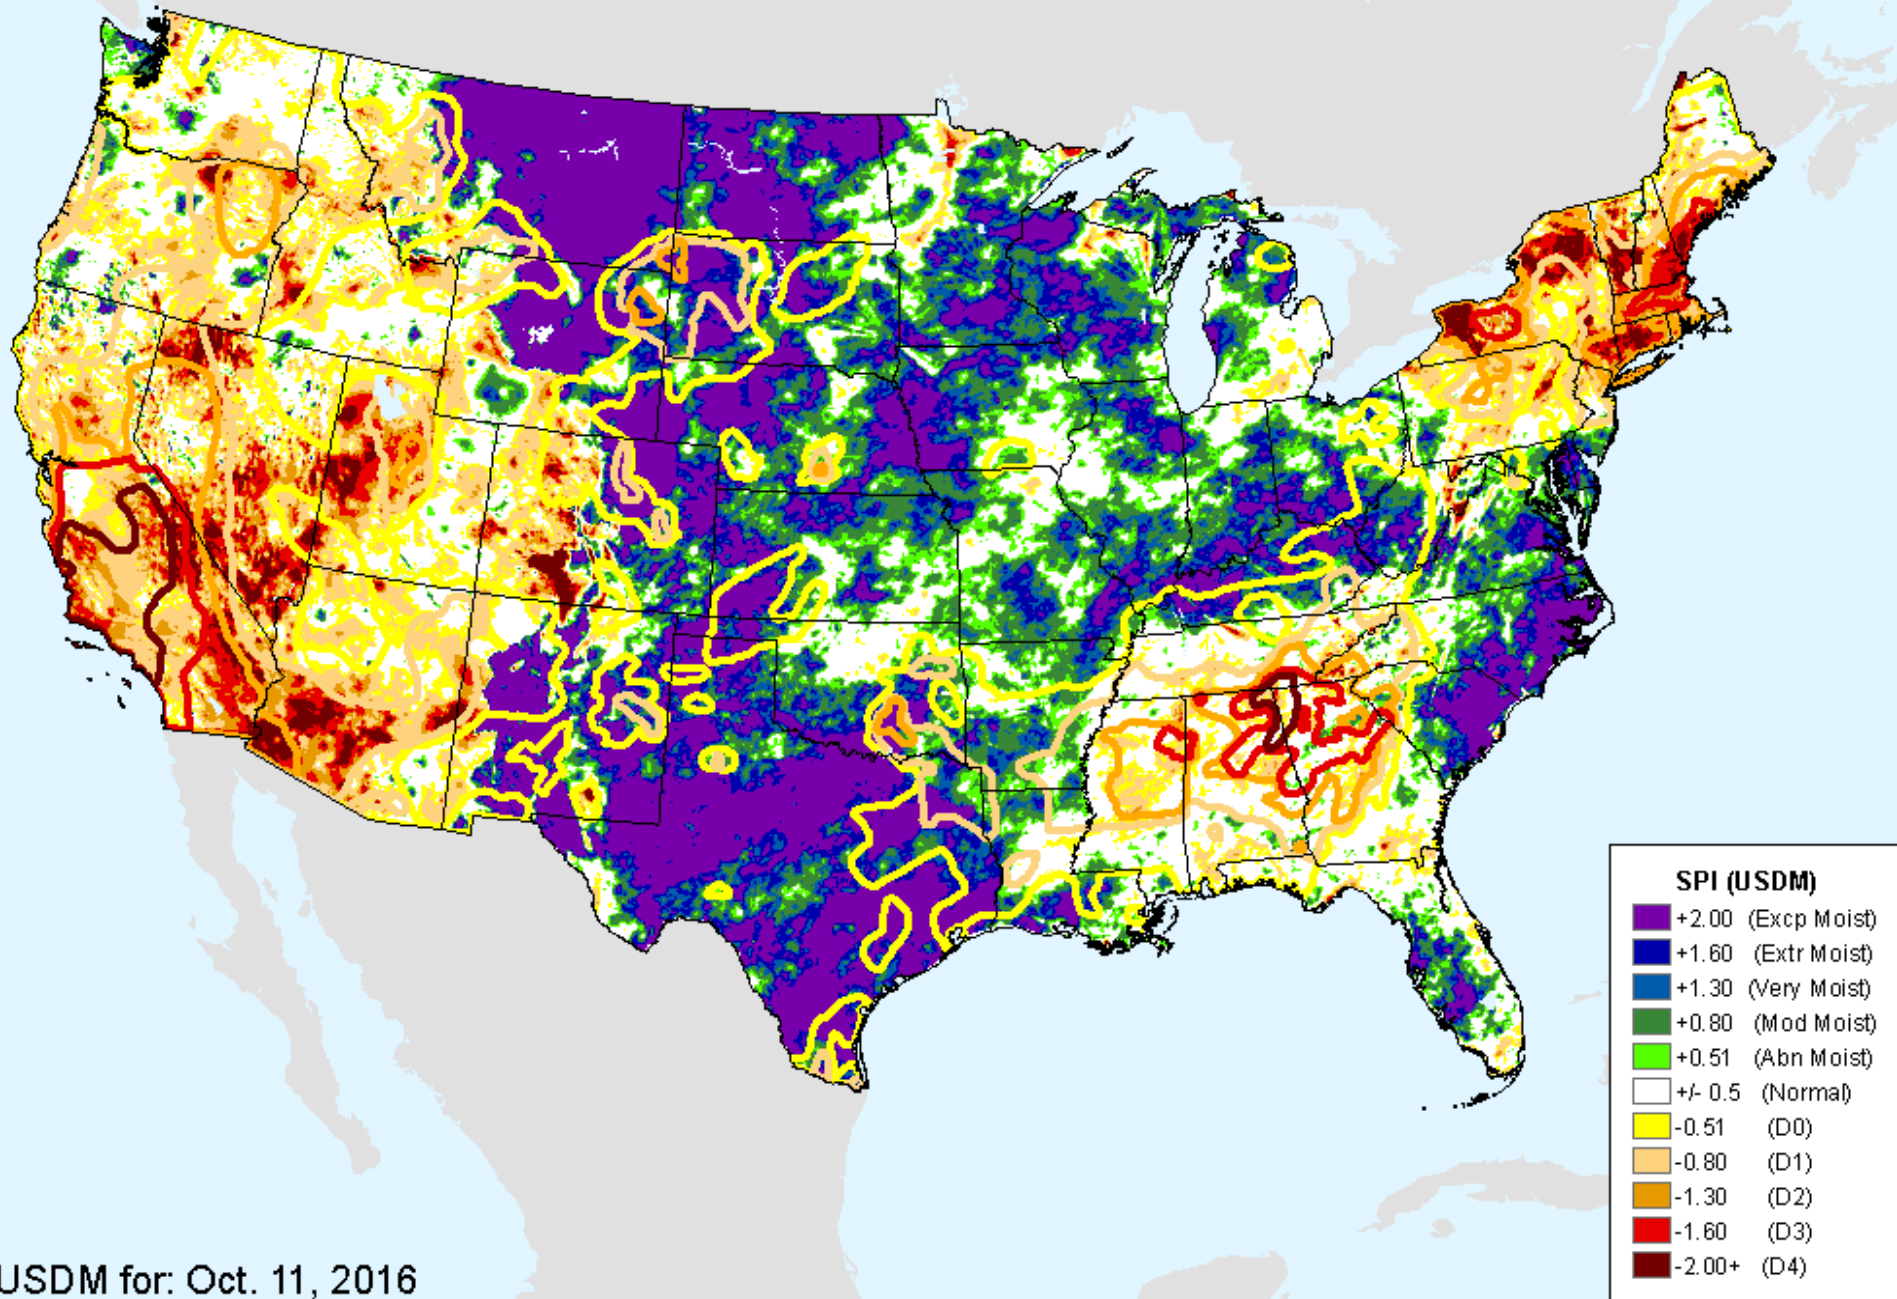 SPI (USDM)
+2.00 (Excp Moist)
+1.60 (Extr Moist)
+1.30 (Very Moist)
+0.80 (Mod Moist)
+0.51 (Abn Moist)
+/- 0.5 (Normal)
-0.51 (D0)
-0.80 (D1)
-1.30 (D2)
-1.60 (D3)
-2.00+ (D4)
USDM for: Oct. 11, 2016